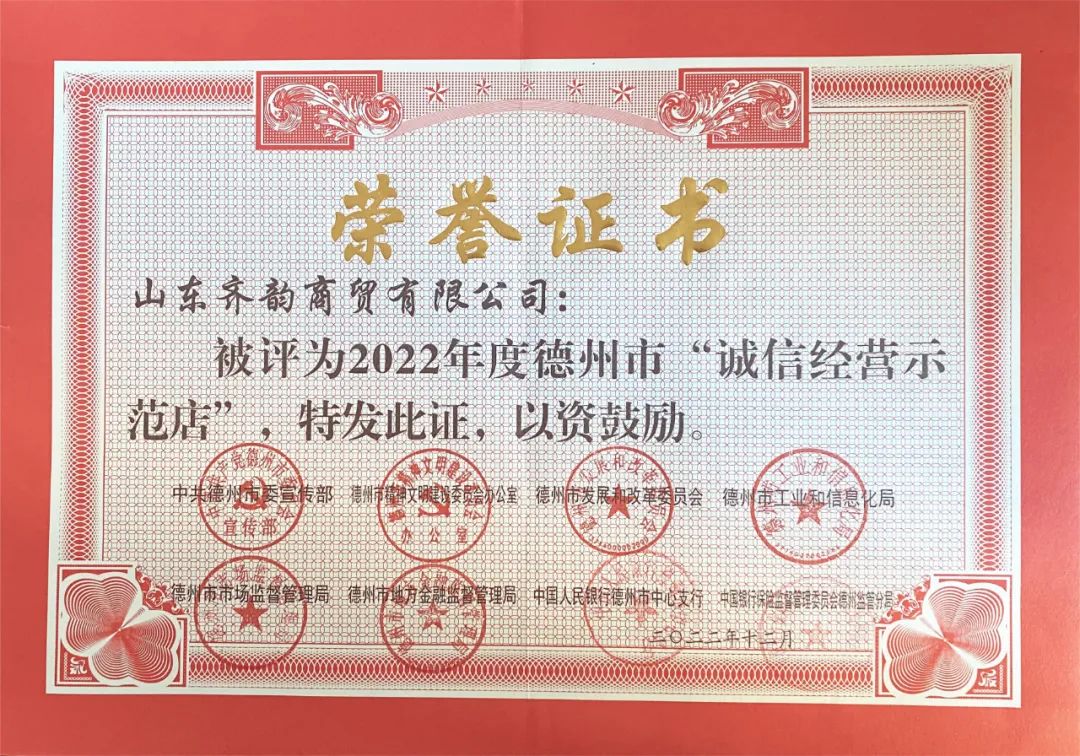 荣誉证书
山东齐韵商贸有限公司：
被评为2022年度德州市“诚信经营示
范店”，特发此证，以资鼓励。
中共德州市委宣传部 德州市精神文明建设委员会办公室 德州市发展和改革委员会 德州市工业和信息化局
宣传部
办公室
德州市市场监督管理局 德州市地方金融监督管理局 中国人民银行德州市中心支行 中国银行保险监督管理委员会德州监管分局
二〇二二年十二月